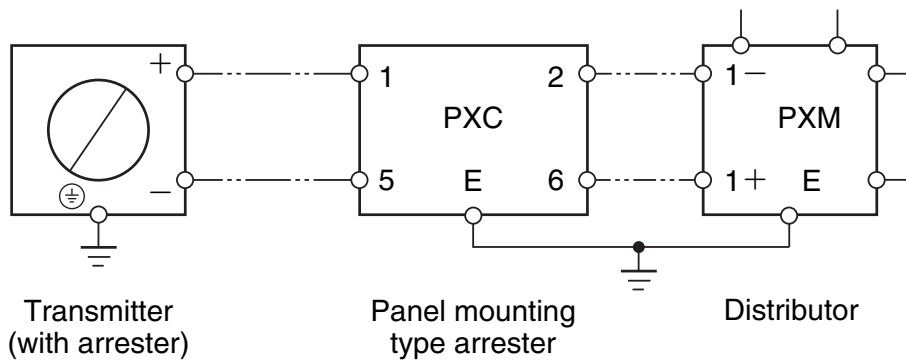 +
1
2
1−
PXC
PXM
−
5
E
6
1+
E
Transmitter
(with arrester)
Panel mounting
type arrester
Distributor